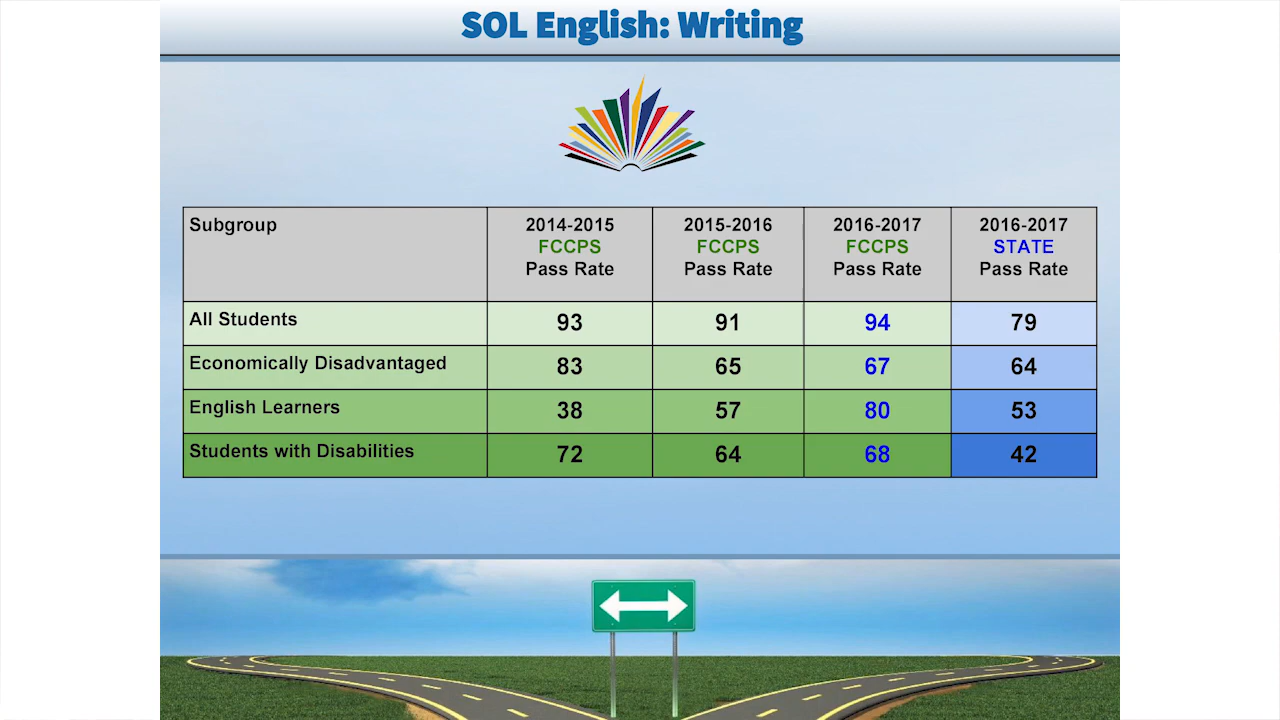 SOL English: Writing
Subgroup
2014-2015
FCCPS
Pass Rate
2015-2016
FCCPS
Pass Rate
2016-2017
FCCPS
Pass Rate
2016-2017
STATE
Pass Rate
All Students 93 91 94 79
Economically Disadvantaged 83 65 67 64
English Learners 38 57 80 53
Students with Disabilities 72 64 68 42